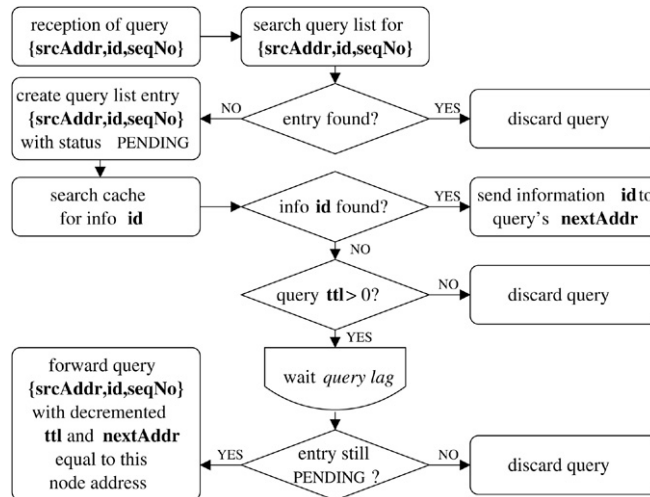 reception of query
{srcAddr,id,seqNo}
search query list for
{srcAddr,id,seqNo}
create query list entry
{srcAddr,id,seqNo}
with status PENDING
NO
entry found?
YES
discard query
search cache
for info id
info id found?
YES
send information id to
query's nextAddr
NO
query ttl > 0?
NO
discard query
YES
wait query lag
forward query
{srcAddr,id,seqNo}
with decremented
ttl and nextAddr
equal to this
node address
YES
entry still
PENDING ?
NO
discard query